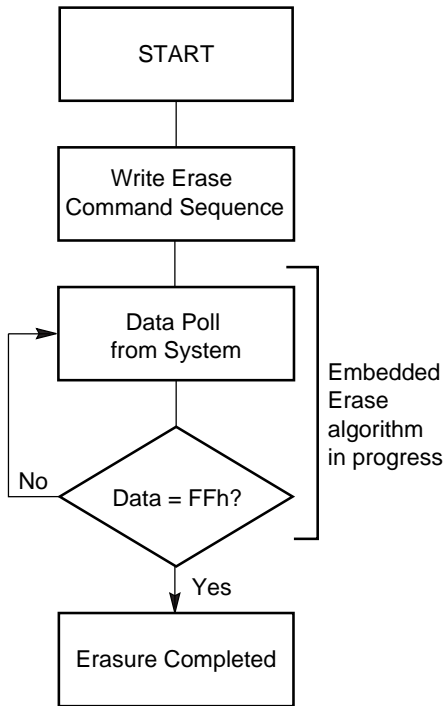 START
Write Erase
Command Sequence
Data Poll
from System
Embedded
Erase
algorithm
in progress
No
Data = FFh?
Yes
Erasure Completed